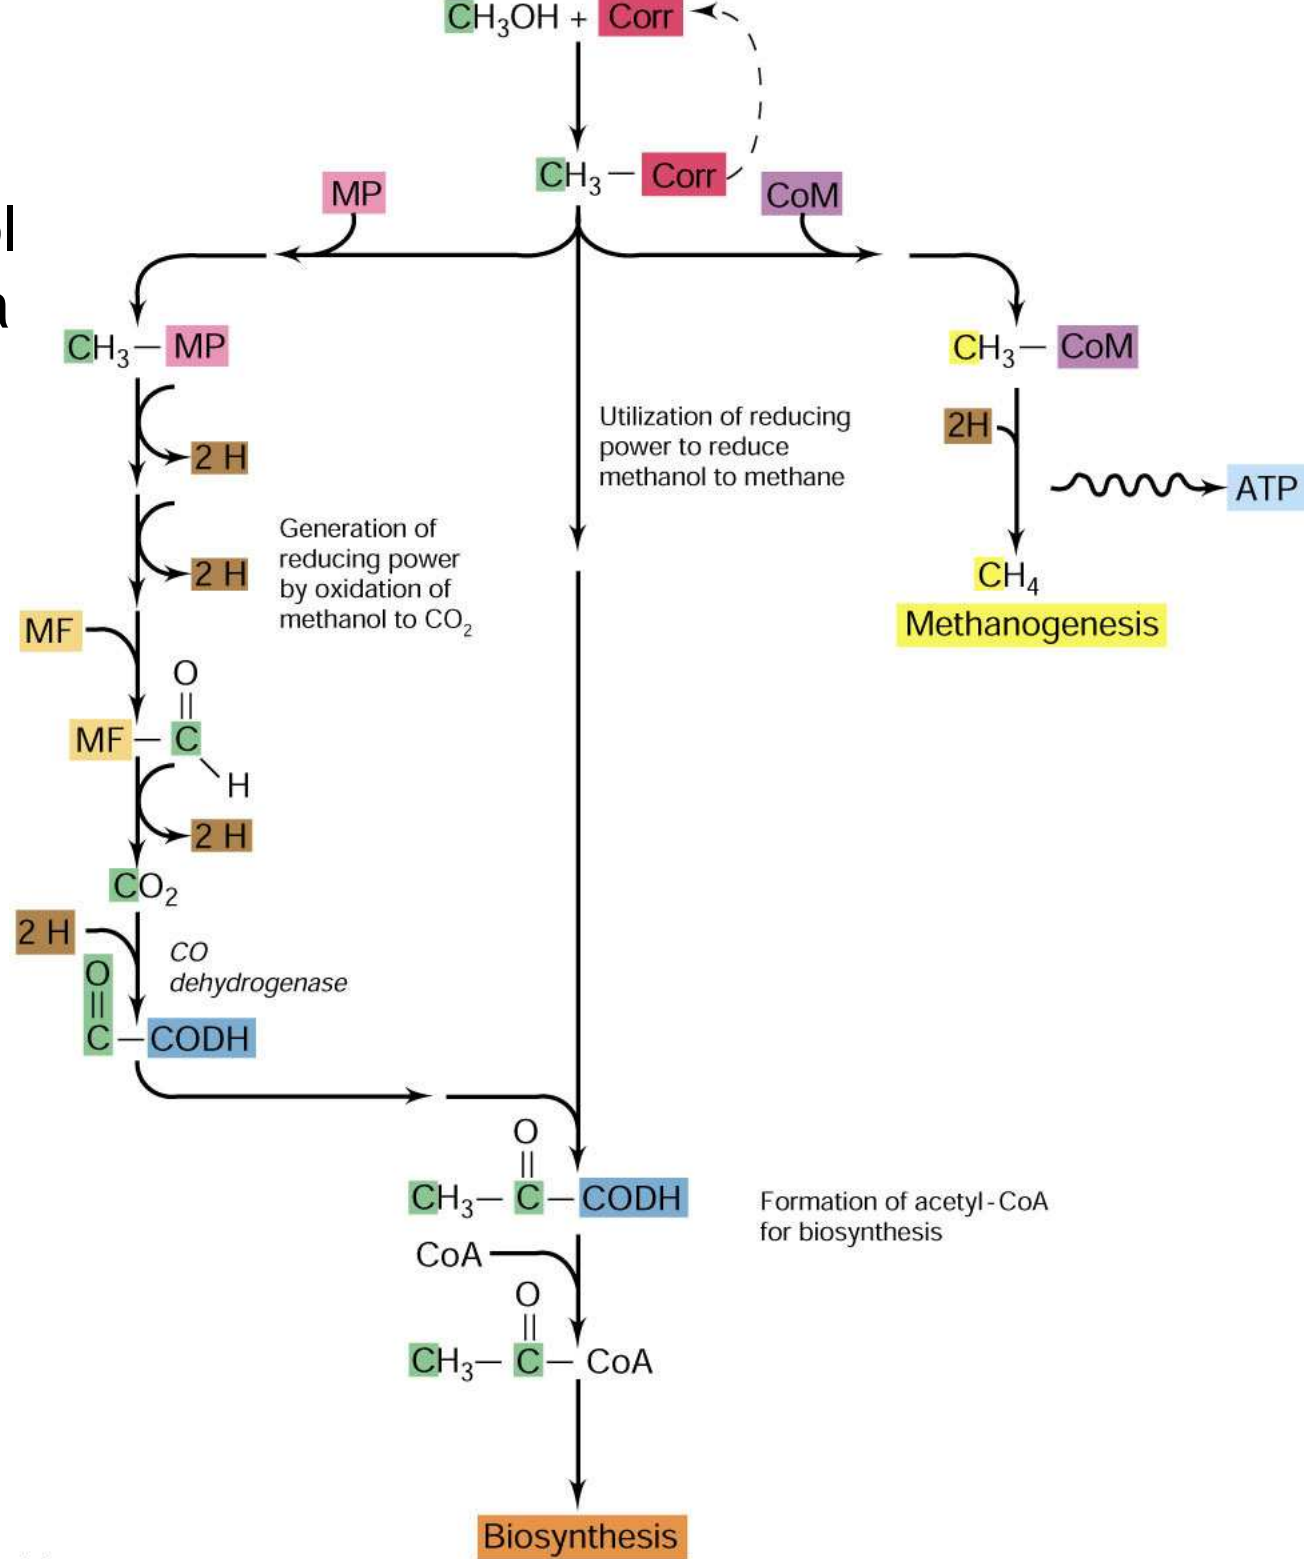 CH₃OH + Corr
CH₃ — Corr
MP
CoM
l
a
CH₃ — MP
CH₃ — CoM
2 H
2H
Utilization of reducing
power to reduce
methanol to methane
ATP
2 H
Generation of
reducing power
by oxidation of
methanol to CO₂
CH₄
Methanogenesis
MF
O
MF — C
H
2 H
CO₂
2 H
CO
dehydrogenase
O
C — CODH
O
CH₃ — C — CODH
Formation of acetyl-CoA
for biosynthesis
CoA
O
CH₃ — C — CoA
Biosynthesis